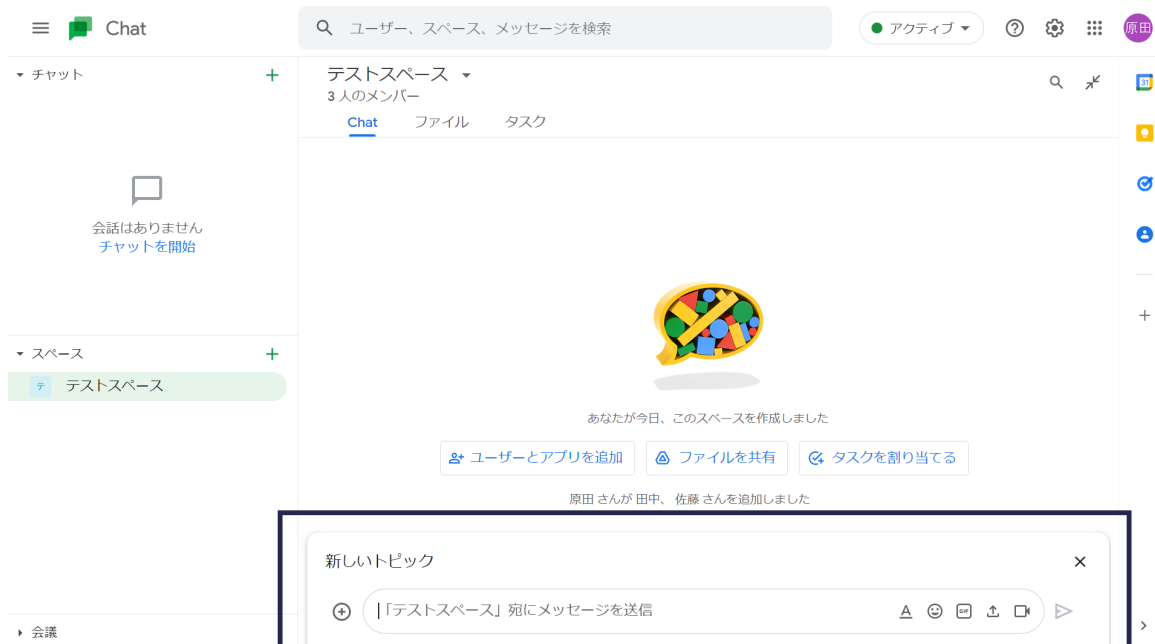 Chat
ユーザー、スペース、メッセージを検索
アクティブ
原田
チャット
会話はありません
チャットを開始
スペース
テ
テストスペース
会議
テストスペース
3 人のメンバー
Chat ファイル タスク
あなたが今日、このスペースを作成しました
ユーザーとアプリを追加
ファイルを共有
タスクを割り当てる
原田 さんが 田中、 佐藤 さんを追加しました
新しいトピック
「テストスペース」宛にメッセージを送信
GIF
31